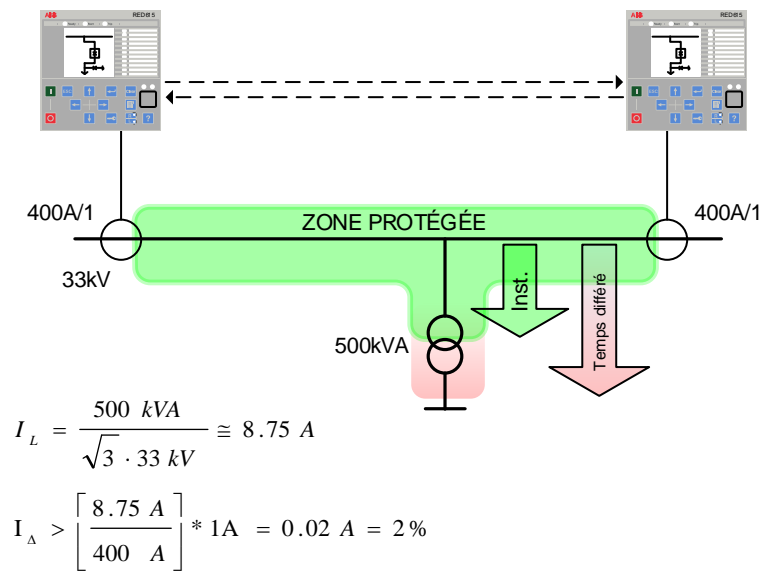 ABB RED615
ABB RED615
400A/1
400A/1
ZONE PROTÉGÉE
33kV
Inst.
Temps différé
500kVA
I_L = 500 kVA / √3 · 33 kV ≅ 8.75 A
I_Δ > [8.75 A / 400 A] * 1A = 0.02 A = 2%